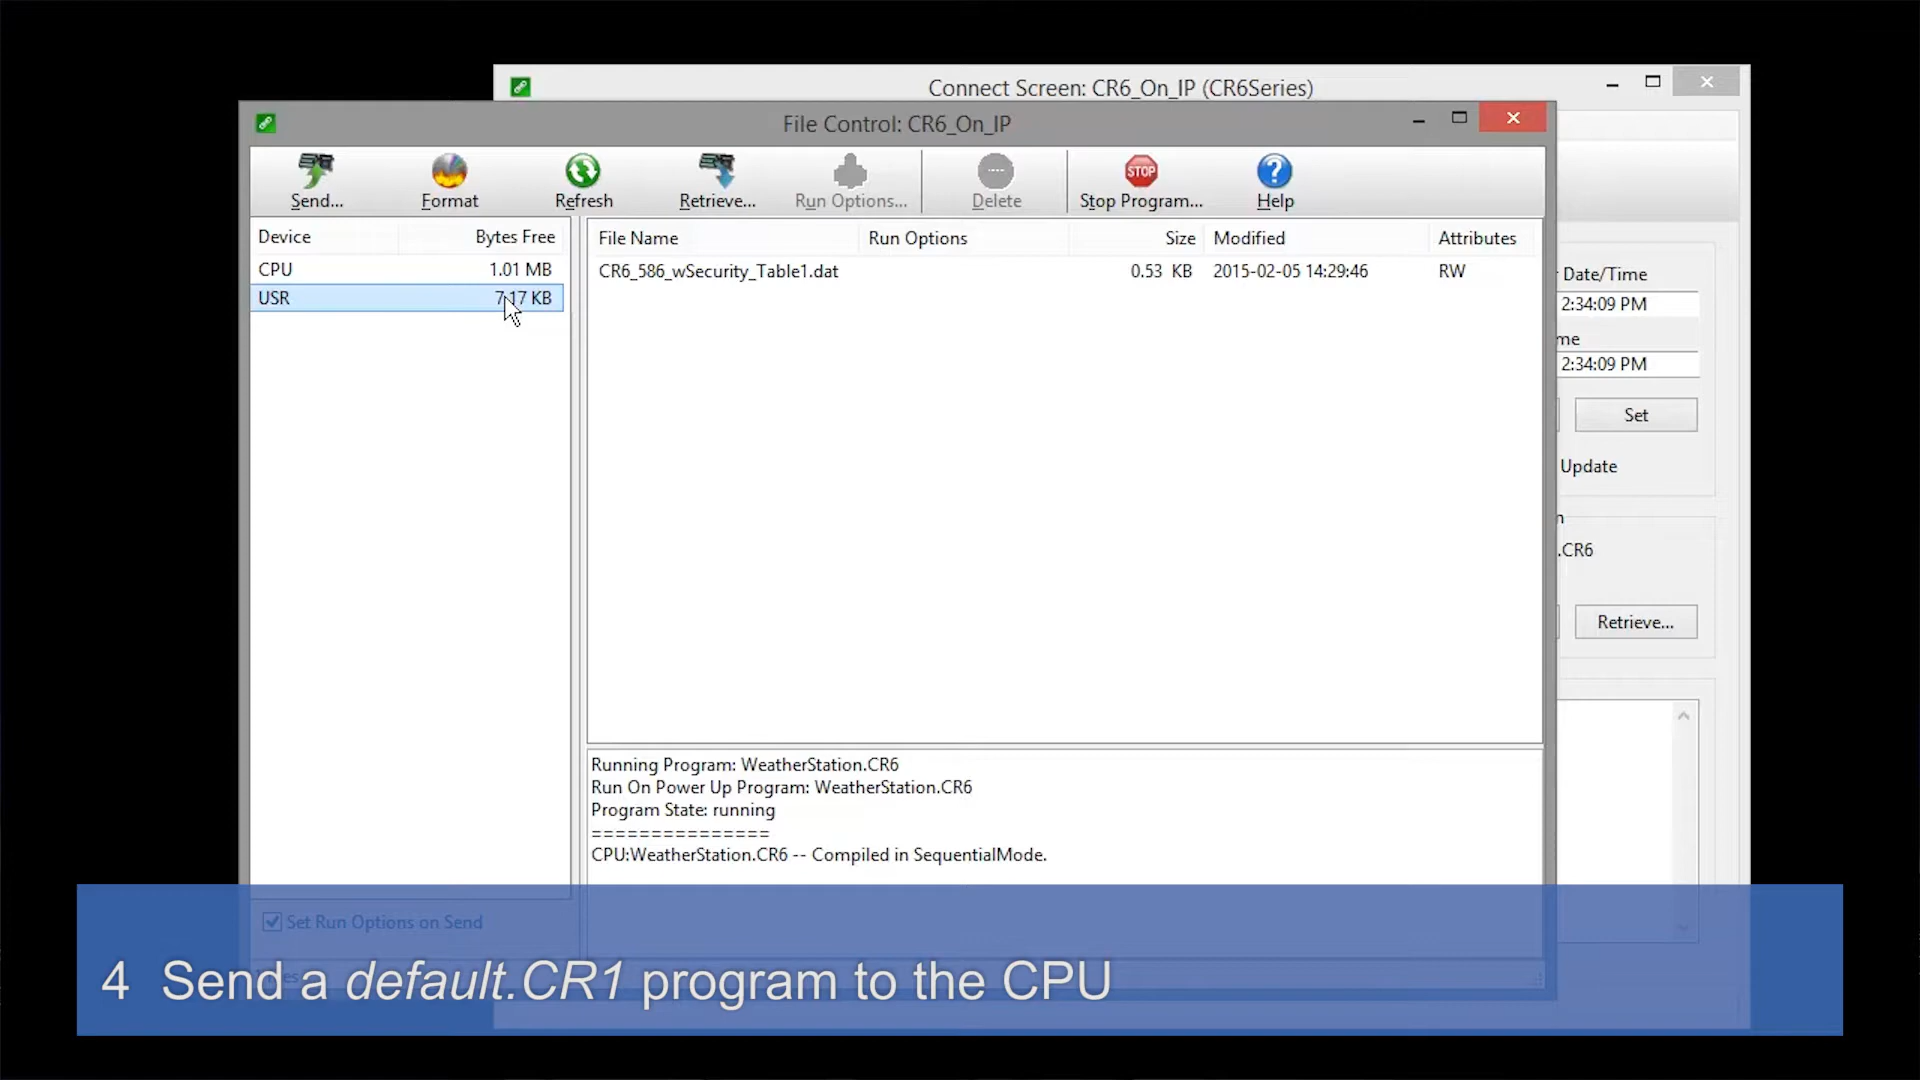 Connect Screen: CR6_On_IP (CR6Series)
File Control: CR6_On_IP
Send... Format Refresh Retrieve... Run Options... Delete Stop Program... Help
Device Bytes Free
CPU 1.01 MB
USR 7.17 KB
File Name Run Options Size Modified Attributes
CR6_586_wSecurity_Table1.dat 0.53 KB 2015-02-05 14:29:46 RW
Date/Time
2:34:09 PM
me
2:34:09 PM
Set
Update
n
.CR6
Retrieve...
Running Program: WeatherStation.CR6
Run On Power Up Program: WeatherStation.CR6
Program State: running
===============
CPU:WeatherStation.CR6 -- Compiled in SequentialMode.
Set Run Options on Send
4 Send a default.CR1 program to the CPU